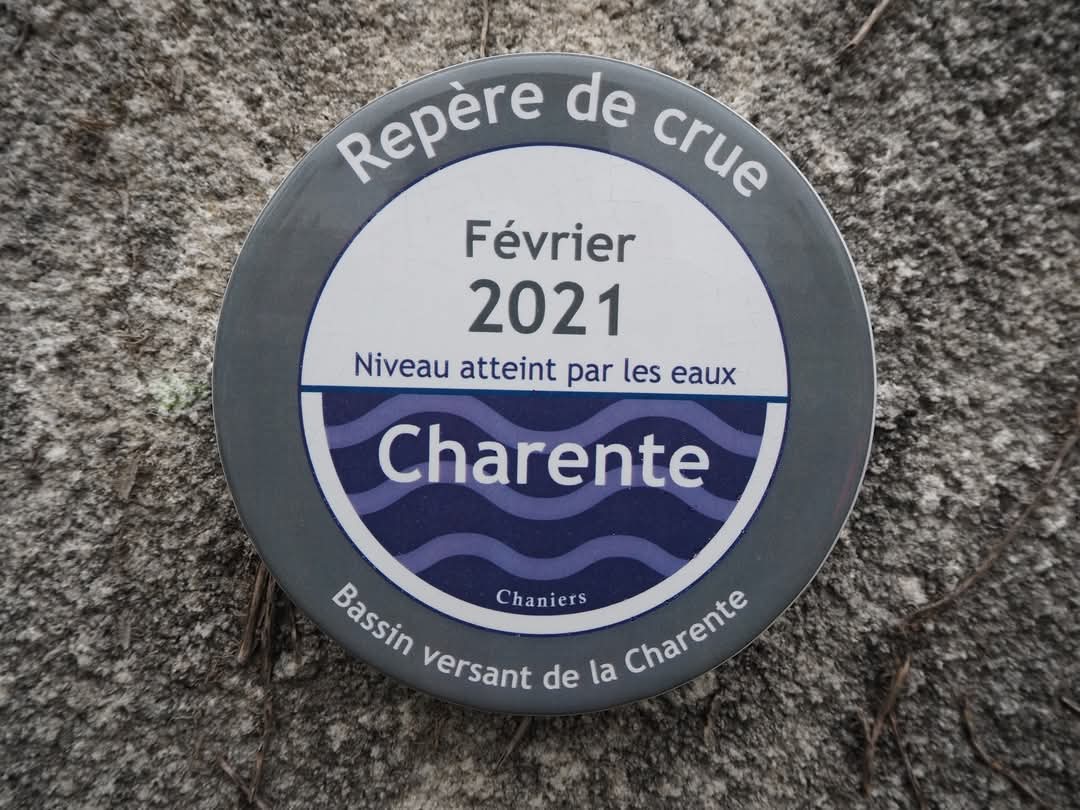 Repère de crue
Février
2021
Niveau atteint par les eaux
Charente
Chaniers
Bassin versant de la Charente